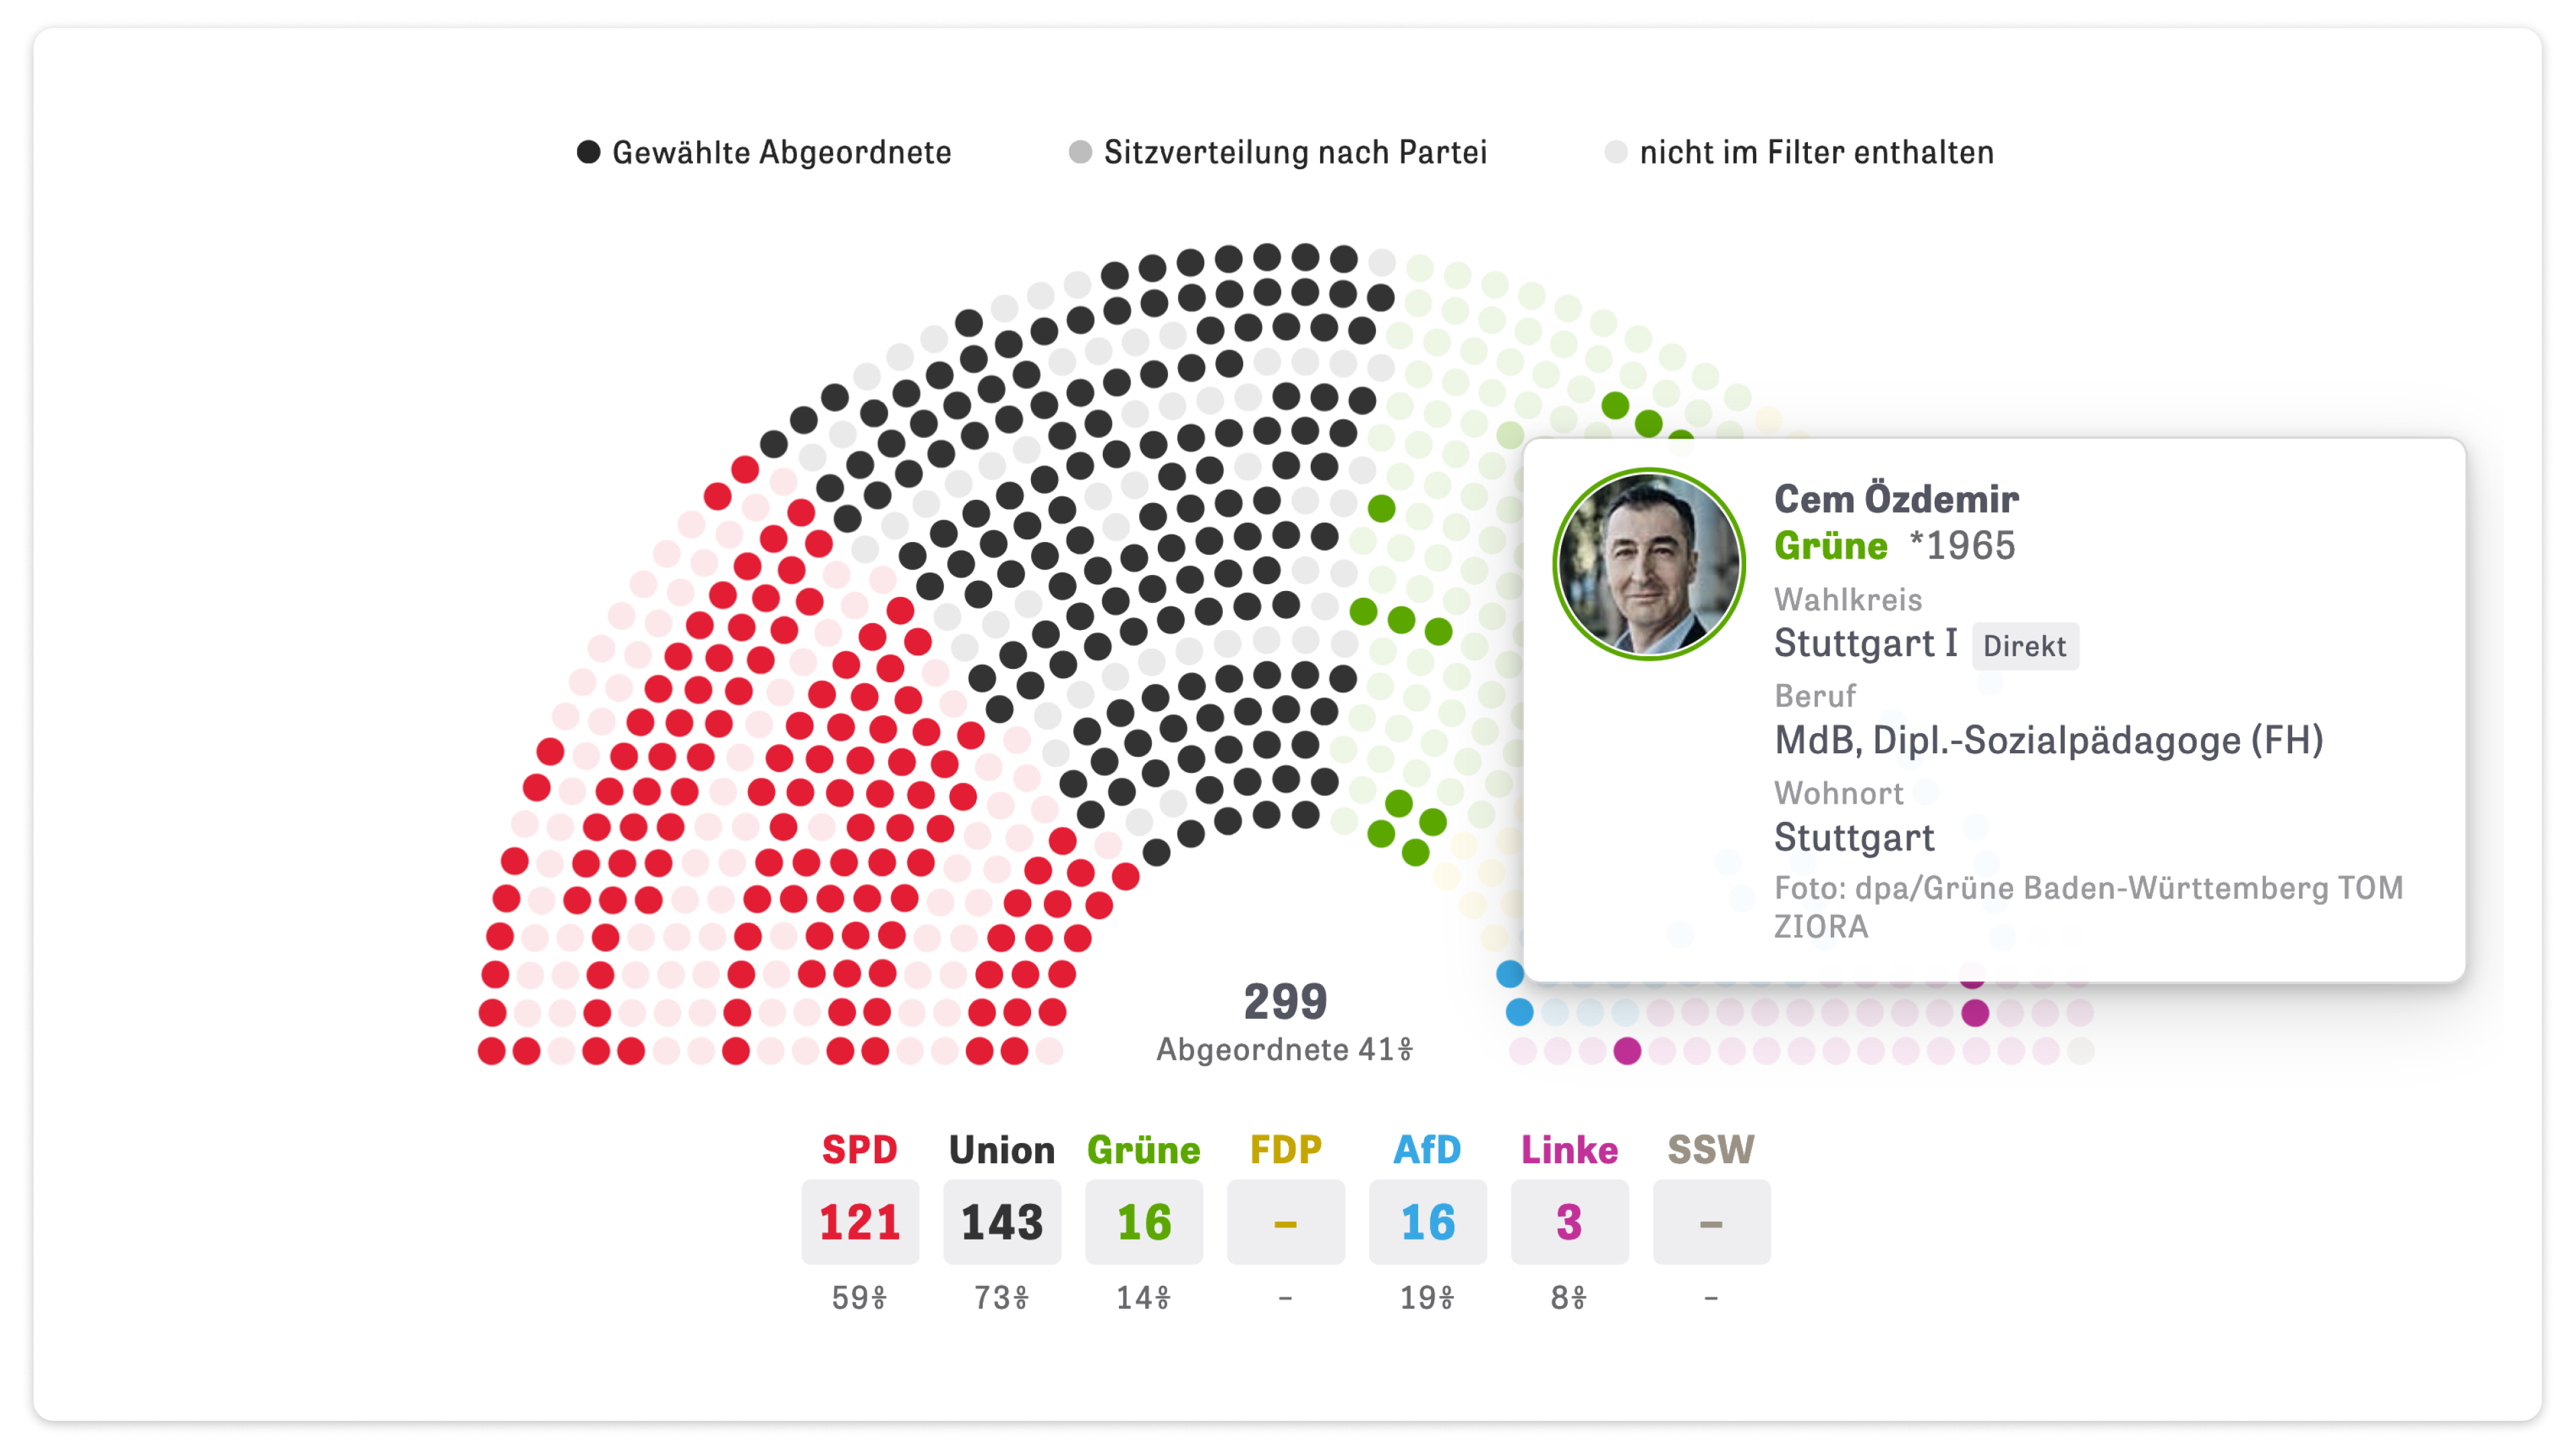 Gewählte Abgeordnete
Sitzverteilung nach Partei
nicht im Filter enthalten
Cem Özdemir
Grüne *1965
Wahlkreis
Stuttgart I Direkt
Beruf
MdB, Dipl.-Sozialpädagoge (FH)
Wohnort
Stuttgart
Foto: dpa/Grüne Baden-Württemberg TOM
ZIORA
299
Abgeordnete 41%
SPD Union Grüne FDP AfD Linke SSW
121 143 16 – 16 3 –
59% 73% 14% – 19% 8% –